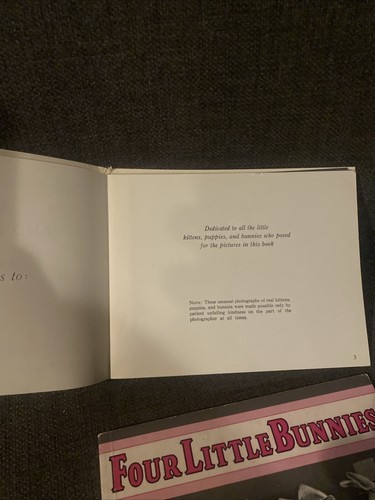 s to:
Dedicated to all the little
kittens, puppies, and bunnies who posed
for the pictures in this book
NOTE: These unusual photographs of real kittens,
puppies, and bunnies were made possible only by
patient unfailing kindness on the part of the
photographer at all times.
3
FOUR LITTLE BUNNIES